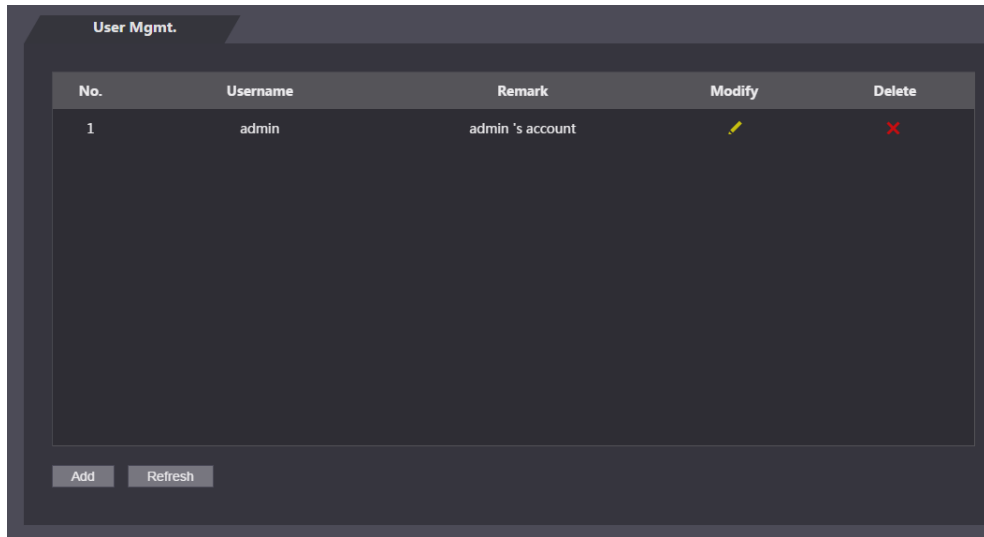 User Mgmt.
No. Username Remark Modify Delete
1 admin admin 's account
Add Refresh